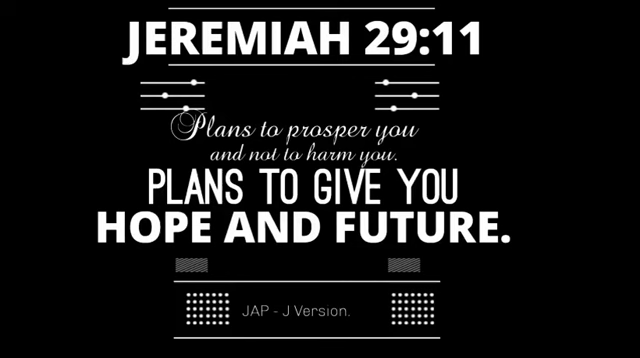 JEREMIAH 29:11
Plans to prosper you
and not to harm you.
PLANS TO GIVE YOU
HOPE AND FUTURE.
JAP - J Version.